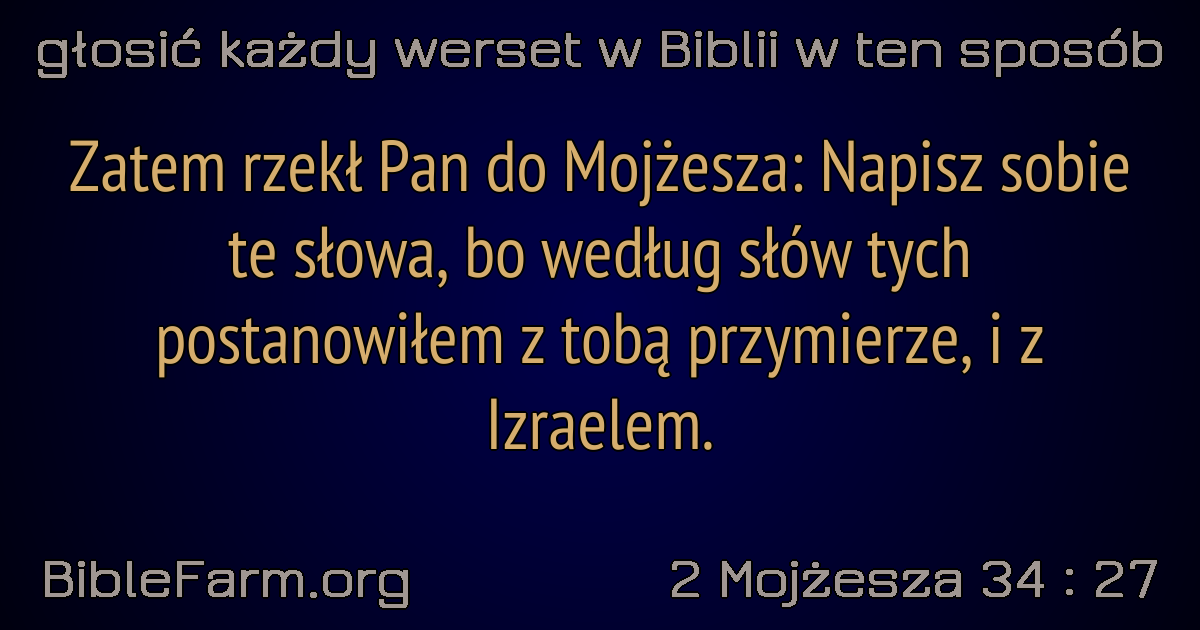 głosić każdy werset w Biblii w ten sposób
Zatem rzekł Pan do Mojżesza: Napisz sobie
te słowa, bo według słów tych
postanowiłem z tobą przymierze, i z
Izraelem.
BibleFarm.org
2 Mojżesza 34 : 27